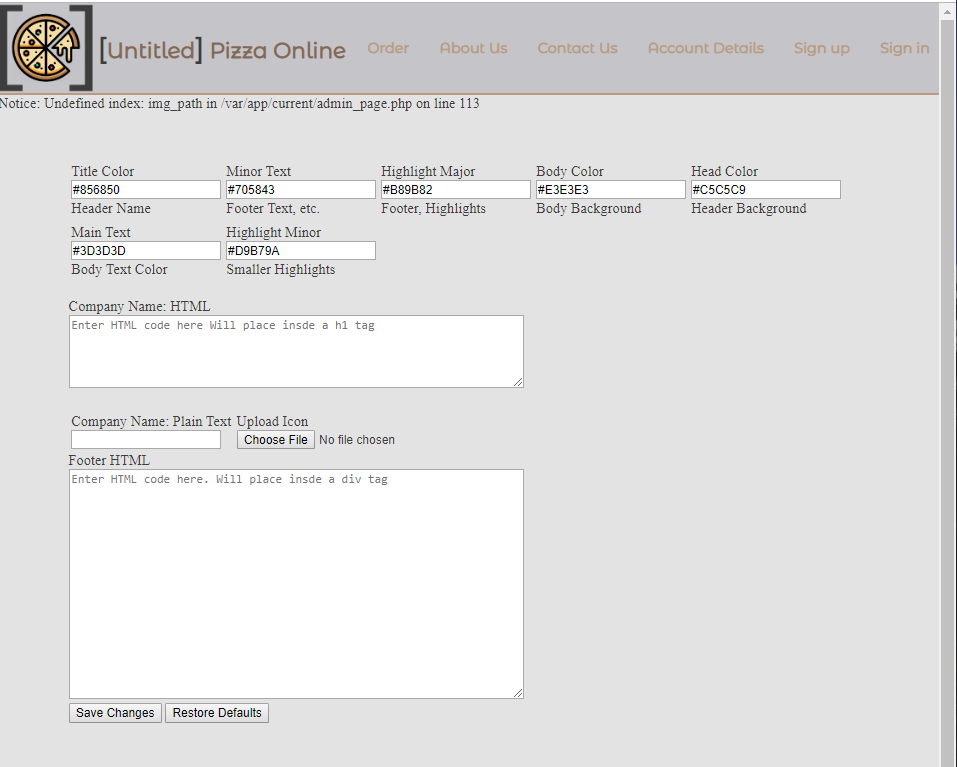 [Untitled] Pizza Online Order About Us Contact Us Account Details Sign up Sign in
Notice: Undefined index: img_path in /var/app/current/admin_page.php on line 113
Title Color Minor Text Highlight Major Body Color Head Color
#856850 #705843 #B89B82 #E3E3E3 #C5C5C9
Header Name Footer Text, etc. Footer, Highlights Body Background Header Background
Main Text Highlight Minor
#3D3D3D #D9B79A
Body Text Color Smaller Highlights
Company Name: HTML
Enter HTML code here Will place insde a h1 tag
Company Name: Plain Text Upload Icon
Choose File No file chosen
Footer HTML
Enter HTML code here. Will place insde a div tag
Save Changes Restore Defaults